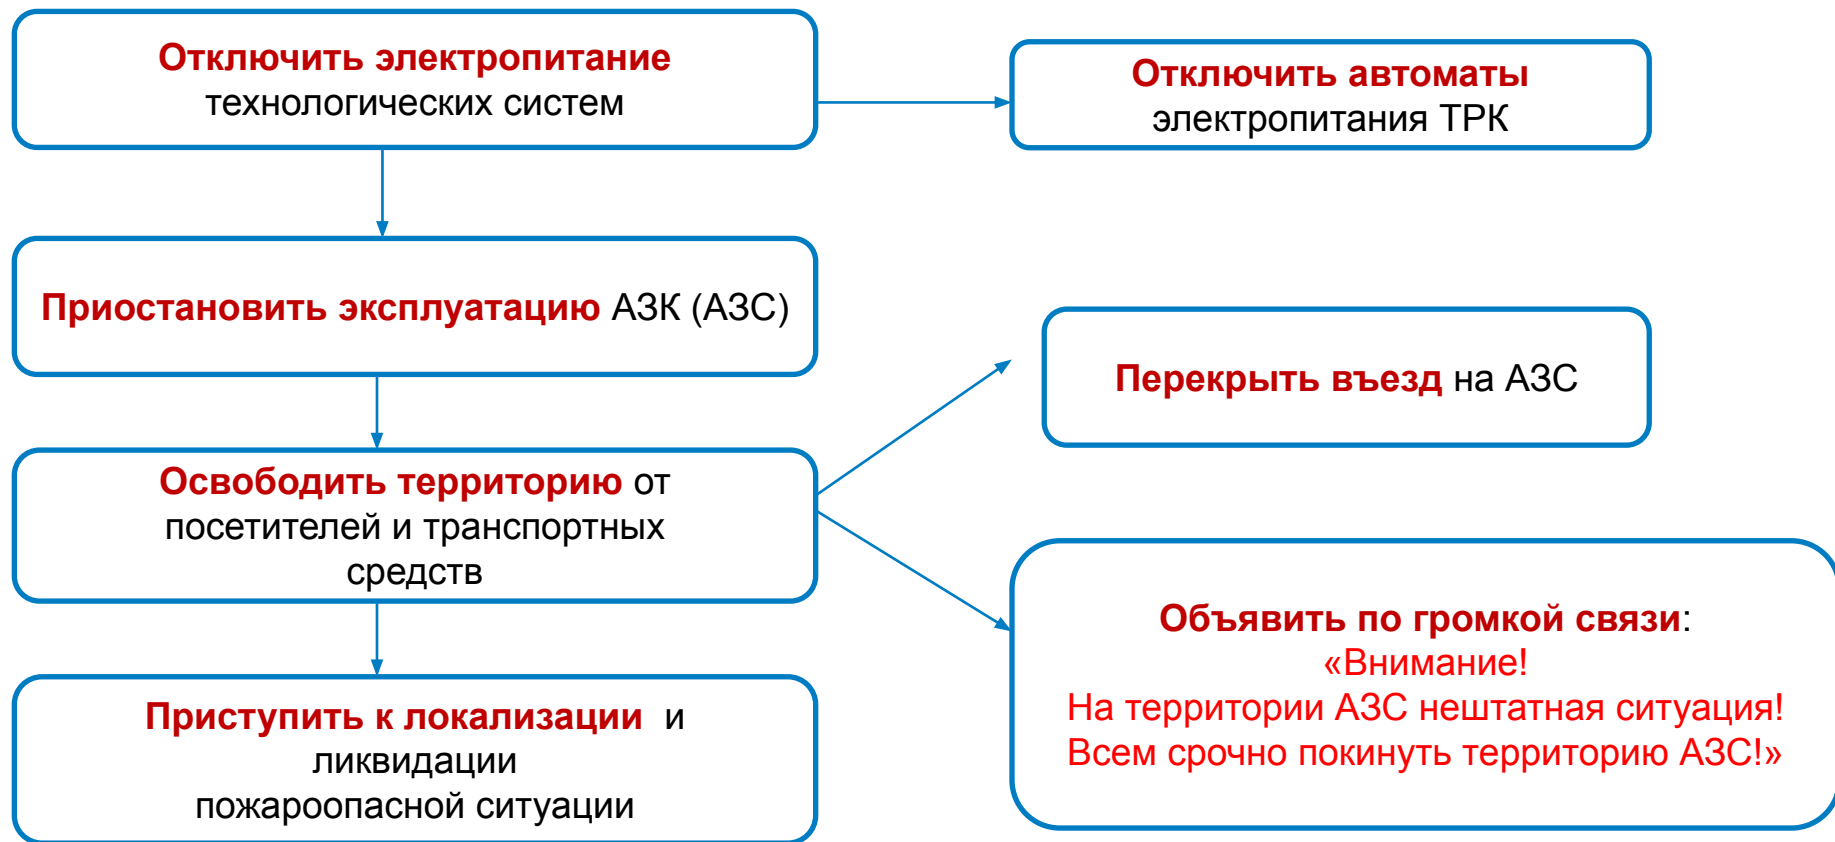 Отключить электропитание
технологических систем
Отключить автоматы
электропитания ТРК
Приостановить эксплуатацию АЗК (АЗС)
Перекрыть въезд на АЗС
Освободить территорию от
посетителей и транспортных
средств
Объявить по громкой связи:
«Внимание!
На территории АЗС нештатная ситуация!
Всем срочно покинуть территорию АЗС!»
Приступить к локализации и
ликвидации
пожароопасной ситуации